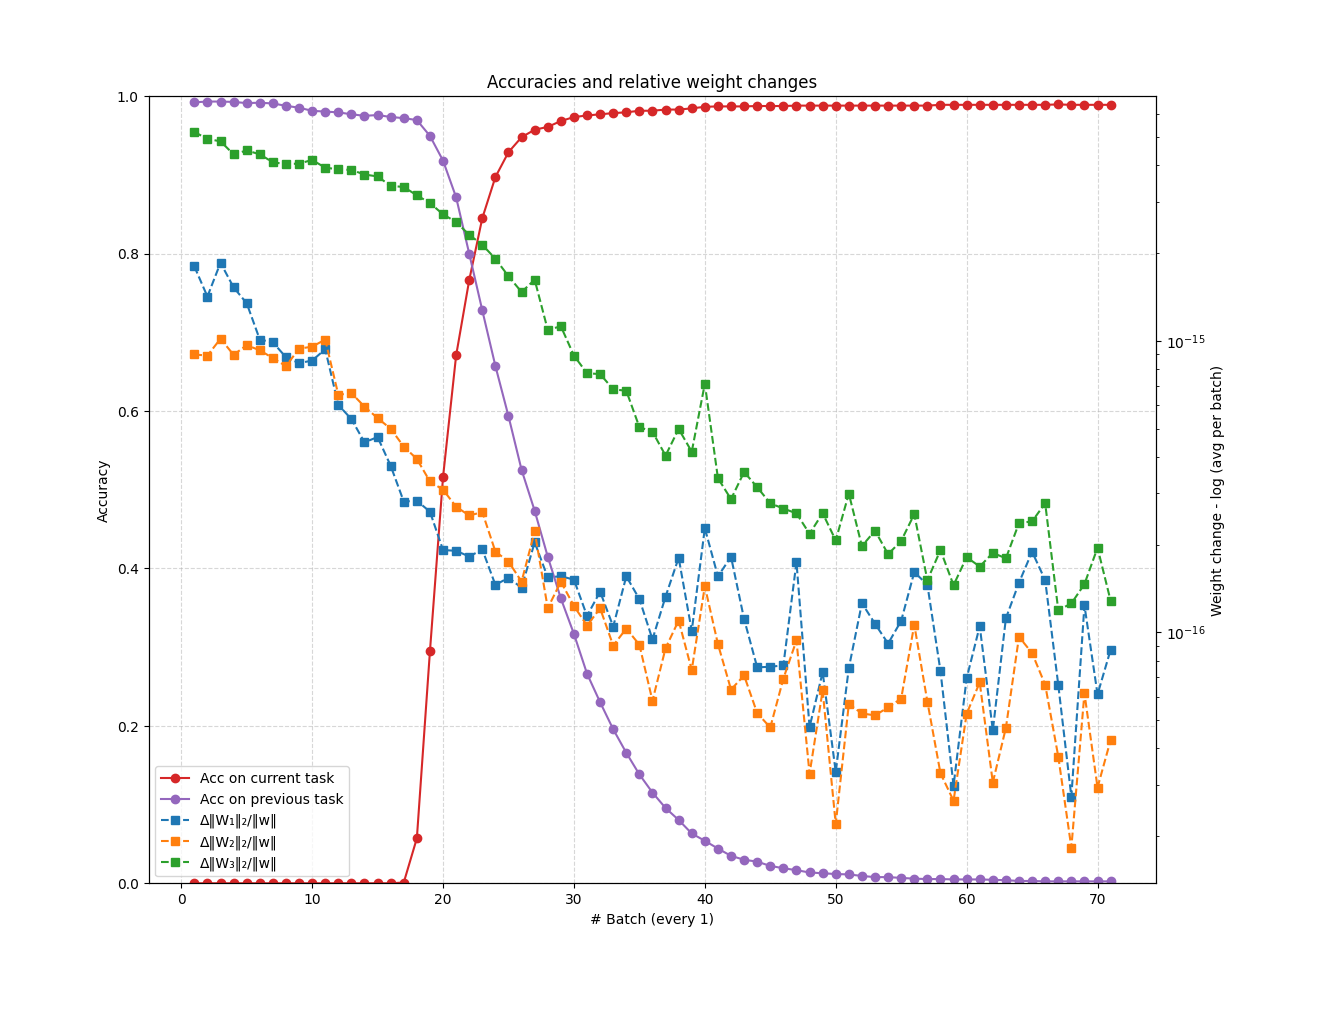 Accuracies and relative weight changes
1.0
0.8
0.6
0.4
0.2
0.0
Accuracy
0 10 20 30 40 50 60 70
# Batch (every 1)
10⁻¹⁵
10⁻¹⁶
Weight change - log (avg per batch)
Acc on current task
Acc on previous task
Δ‖W₁‖₂/‖w‖
Δ‖W₂‖₂/‖w‖
Δ‖W₃‖₂/‖w‖